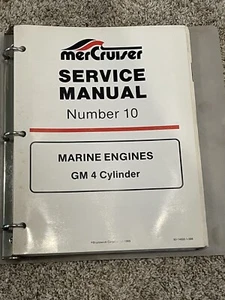 merCruiser
SERVICE
MANUAL
Number 10
MARINE ENGINES
GM 4 Cylinder